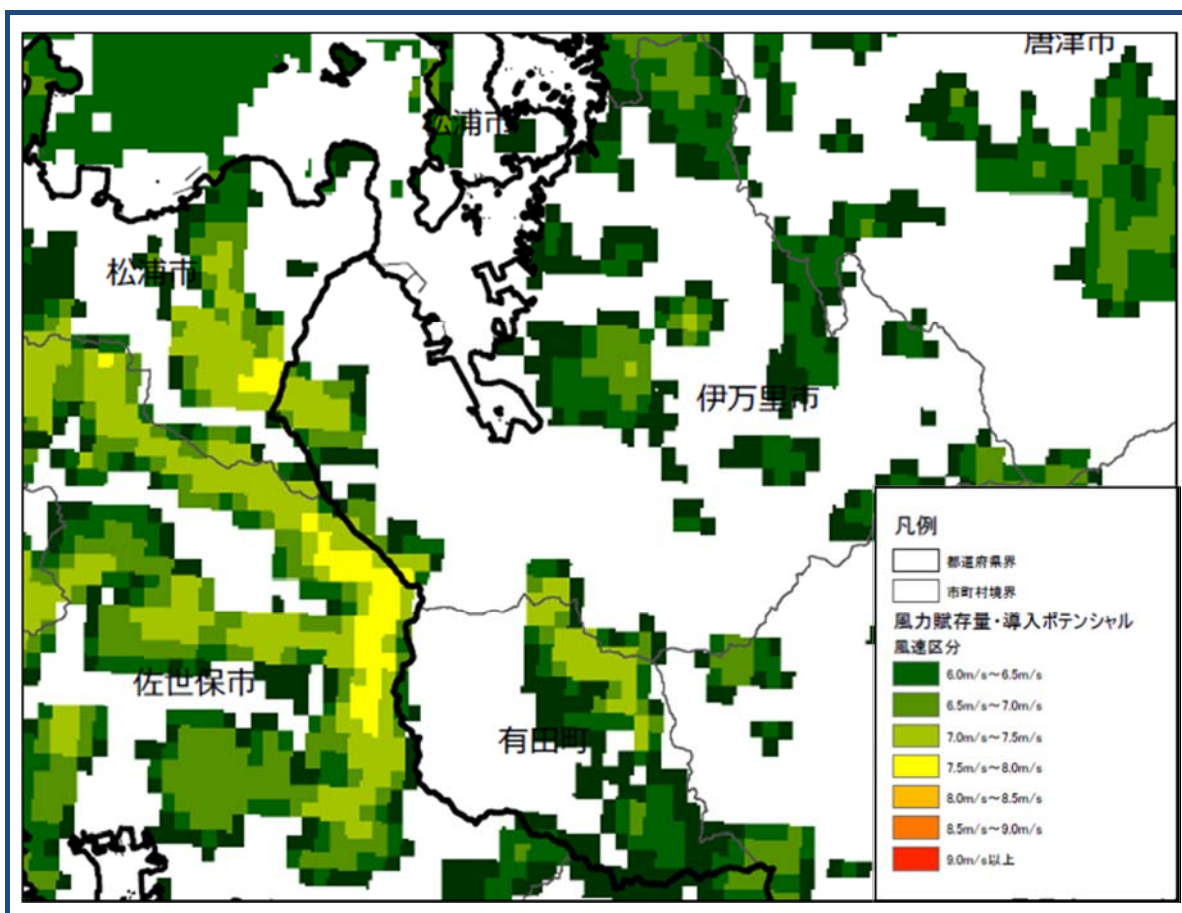 唐津市
松浦市
松浦市
伊万里市
佐世保市
有田町
凡例
都道府県界
市町村境界
風力賦存量・導入ポテンシャル
風速区分
6.0m/s～6.5m/s
6.5m/s～7.0m/s
7.0m/s～7.5m/s
7.5m/s～8.0m/s
8.0m/s～8.5m/s
8.5m/s～9.0m/s
9.0m/s以上